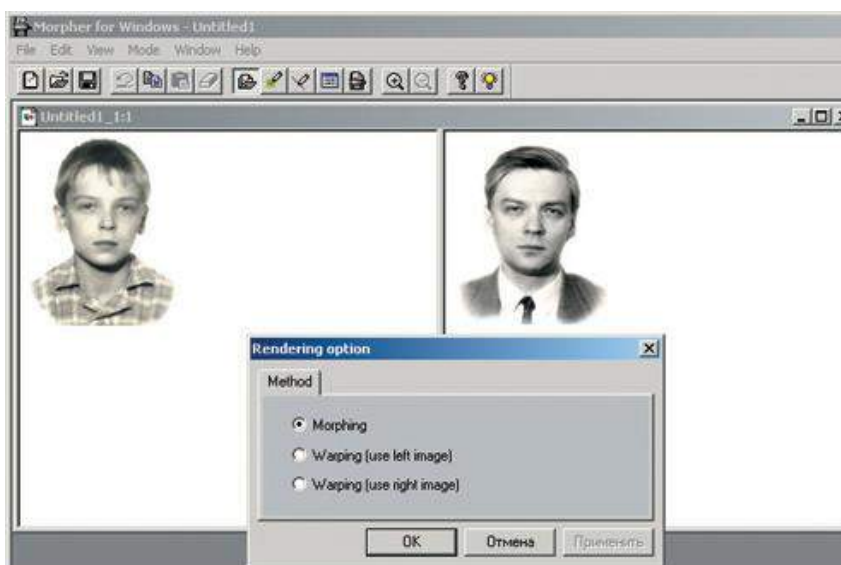 Morpher for Windows - Untitled1
File Edit View Mode Window Help
Untitled1_1:1
Rendering option
Method
Morphing
Warping (use left image)
Warping (use right image)
OK Отмена Применить